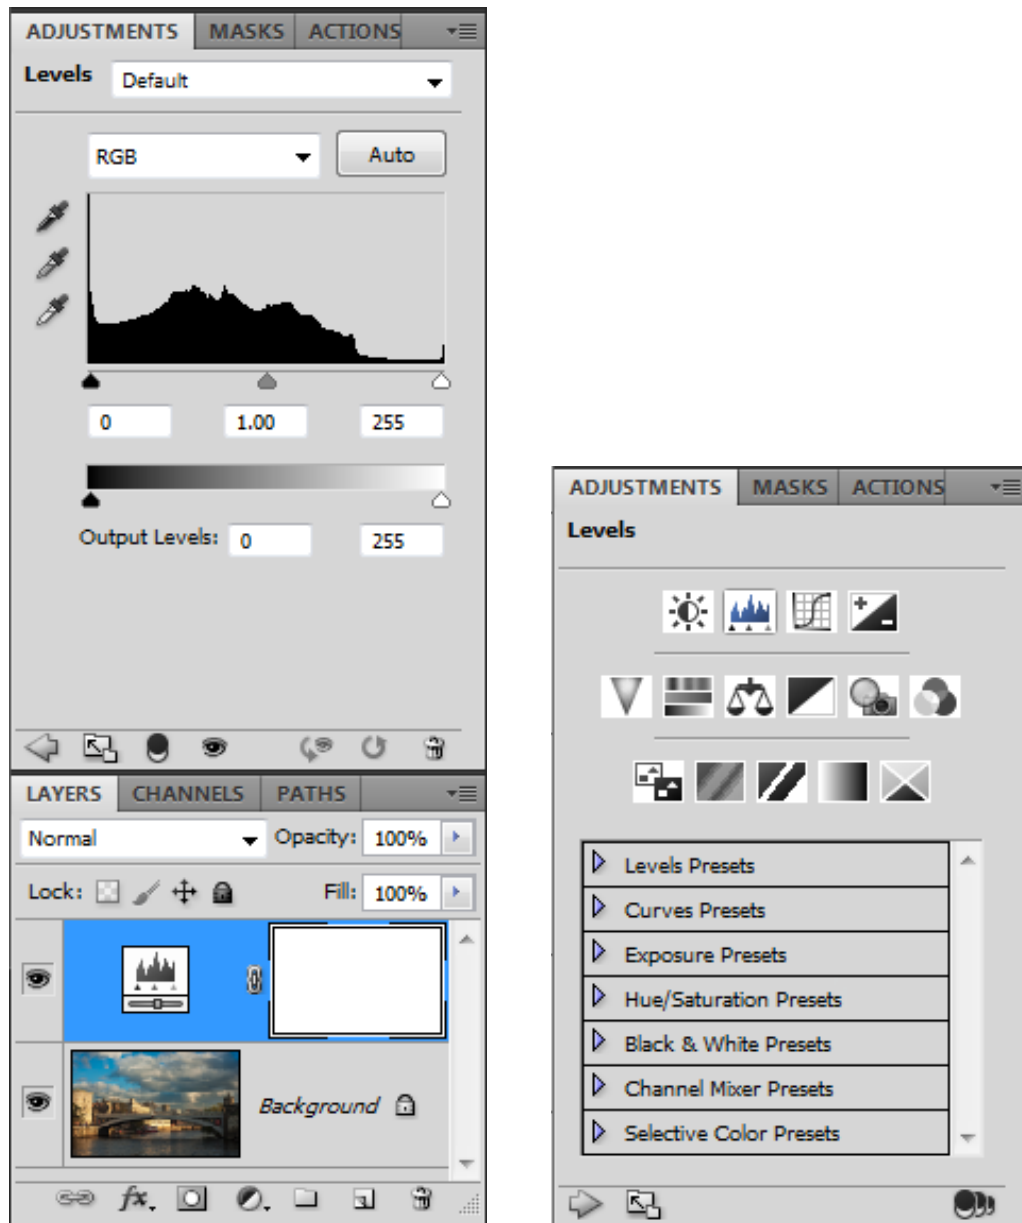 ADJUSTMENTS MASKS ACTIONS
Levels Default
RGB Auto
0 1.00 255
Output Levels: 0 255
LAYERS CHANNELS PATHS
Normal Opacity: 100%
Lock: Fill: 100%
Background
fx.
ADJUSTMENTS MASKS ACTIONS
Levels
Levels Presets
Curves Presets
Exposure Presets
Hue/Saturation Presets
Black & White Presets
Channel Mixer Presets
Selective Color Presets